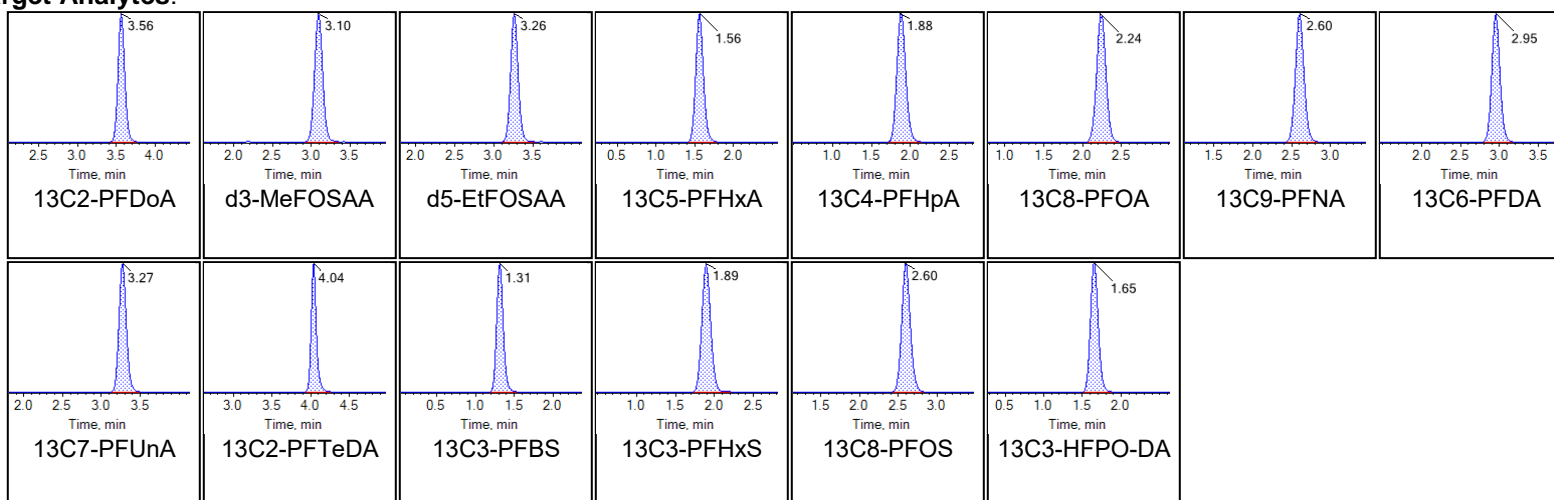 rget Analytes:
3.56 3.10 3.26 1.56 1.88 2.24 2.60 2.95
2.5 3.0 3.5 4.0 2.0 2.5 3.0 3.5 2.0 2.5 3.0 3.5 0.5 1.0 1.5 2.0 1.0 1.5 2.0 2.5 1.0 1.5 2.0 2.5 1.5 2.0 2.5 3.0 2.0 2.5 3.0 3.5
Time, min Time, min Time, min Time, min Time, min Time, min Time, min Time, min
13C2-PFDoA d3-MeFOSAA d5-EtFOSAA 13C5-PFHxA 13C4-PFHpA 13C8-PFOA 13C9-PFNA 13C6-PFDA
3.27 4.04 1.31 1.89 2.60 1.65
2.0 2.5 3.0 3.5 3.0 3.5 4.0 4.5 0.5 1.0 1.5 2.0 1.0 1.5 2.0 2.5 1.5 2.0 2.5 3.0 0.5 1.0 1.5 2.0
Time, min Time, min Time, min Time, min Time, min Time, min
13C7-PFUnA 13C2-PFTeDA 13C3-PFBS 13C3-PFHxS 13C8-PFOS 13C3-HFPO-DA